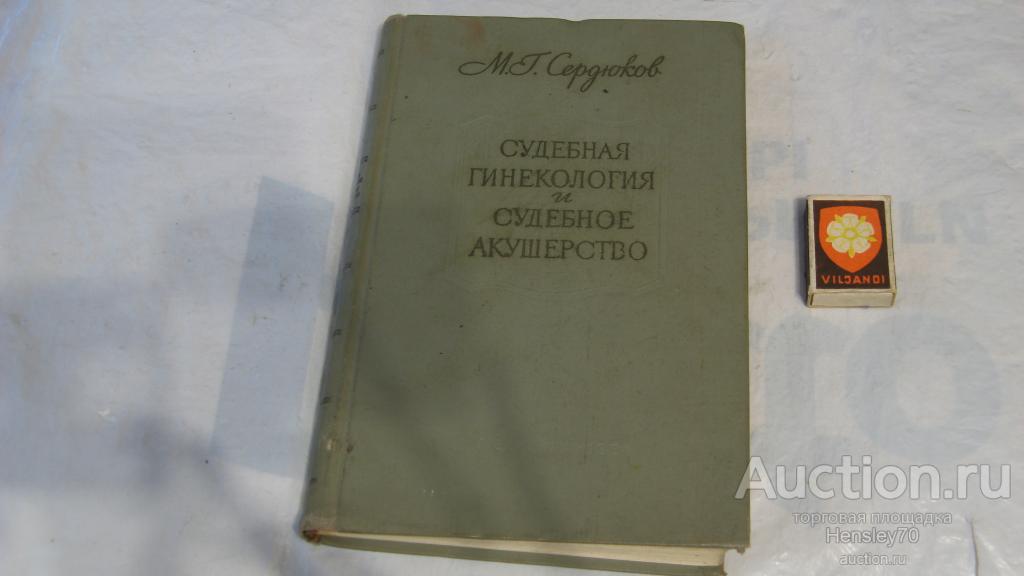 М.Г. Сердюков
СУДЕБНАЯ
ГИНЕКОЛОГИЯ
и
СУДЕБНОЕ
АКУШЕРСТВО
VILJANDI
Auction.ru
торговая площадка
Hensley70
auction.ru